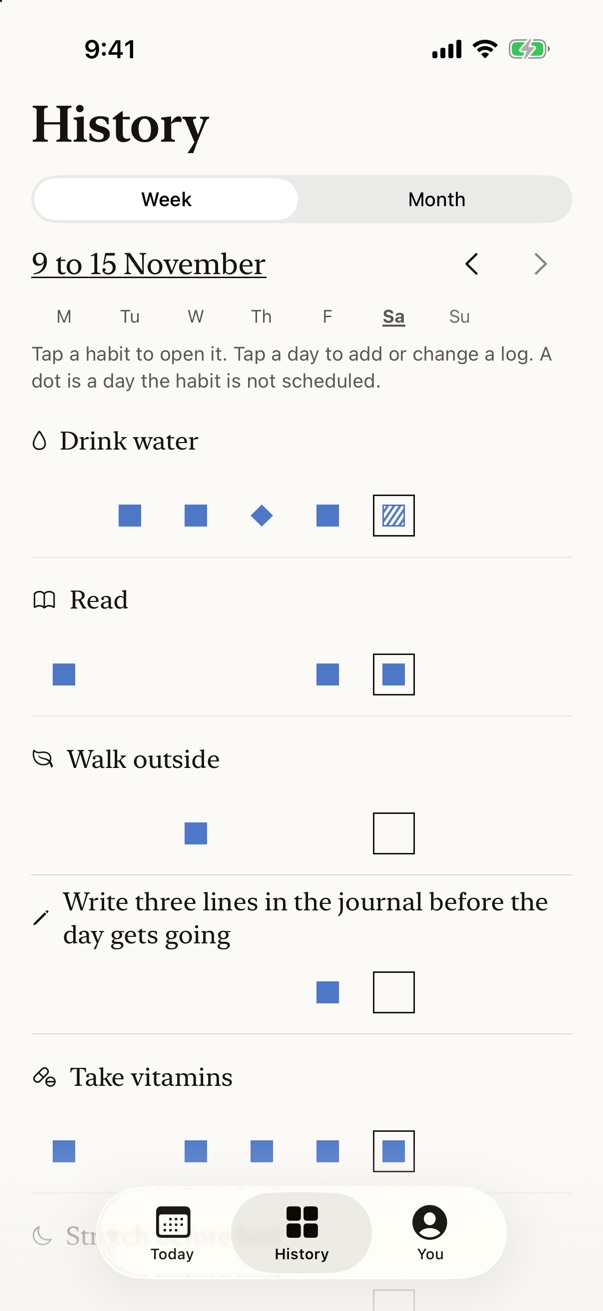 9:41
History
Week
Month
9 to 15 November
M Tu W Th F Sa Su
Tap a habit to open it. Tap a day to add or change a log. A
dot is a day the habit is not scheduled.
Drink water
Read
Walk outside
Write three lines in the journal before the
day gets going
Take vitamins
Today
History
You